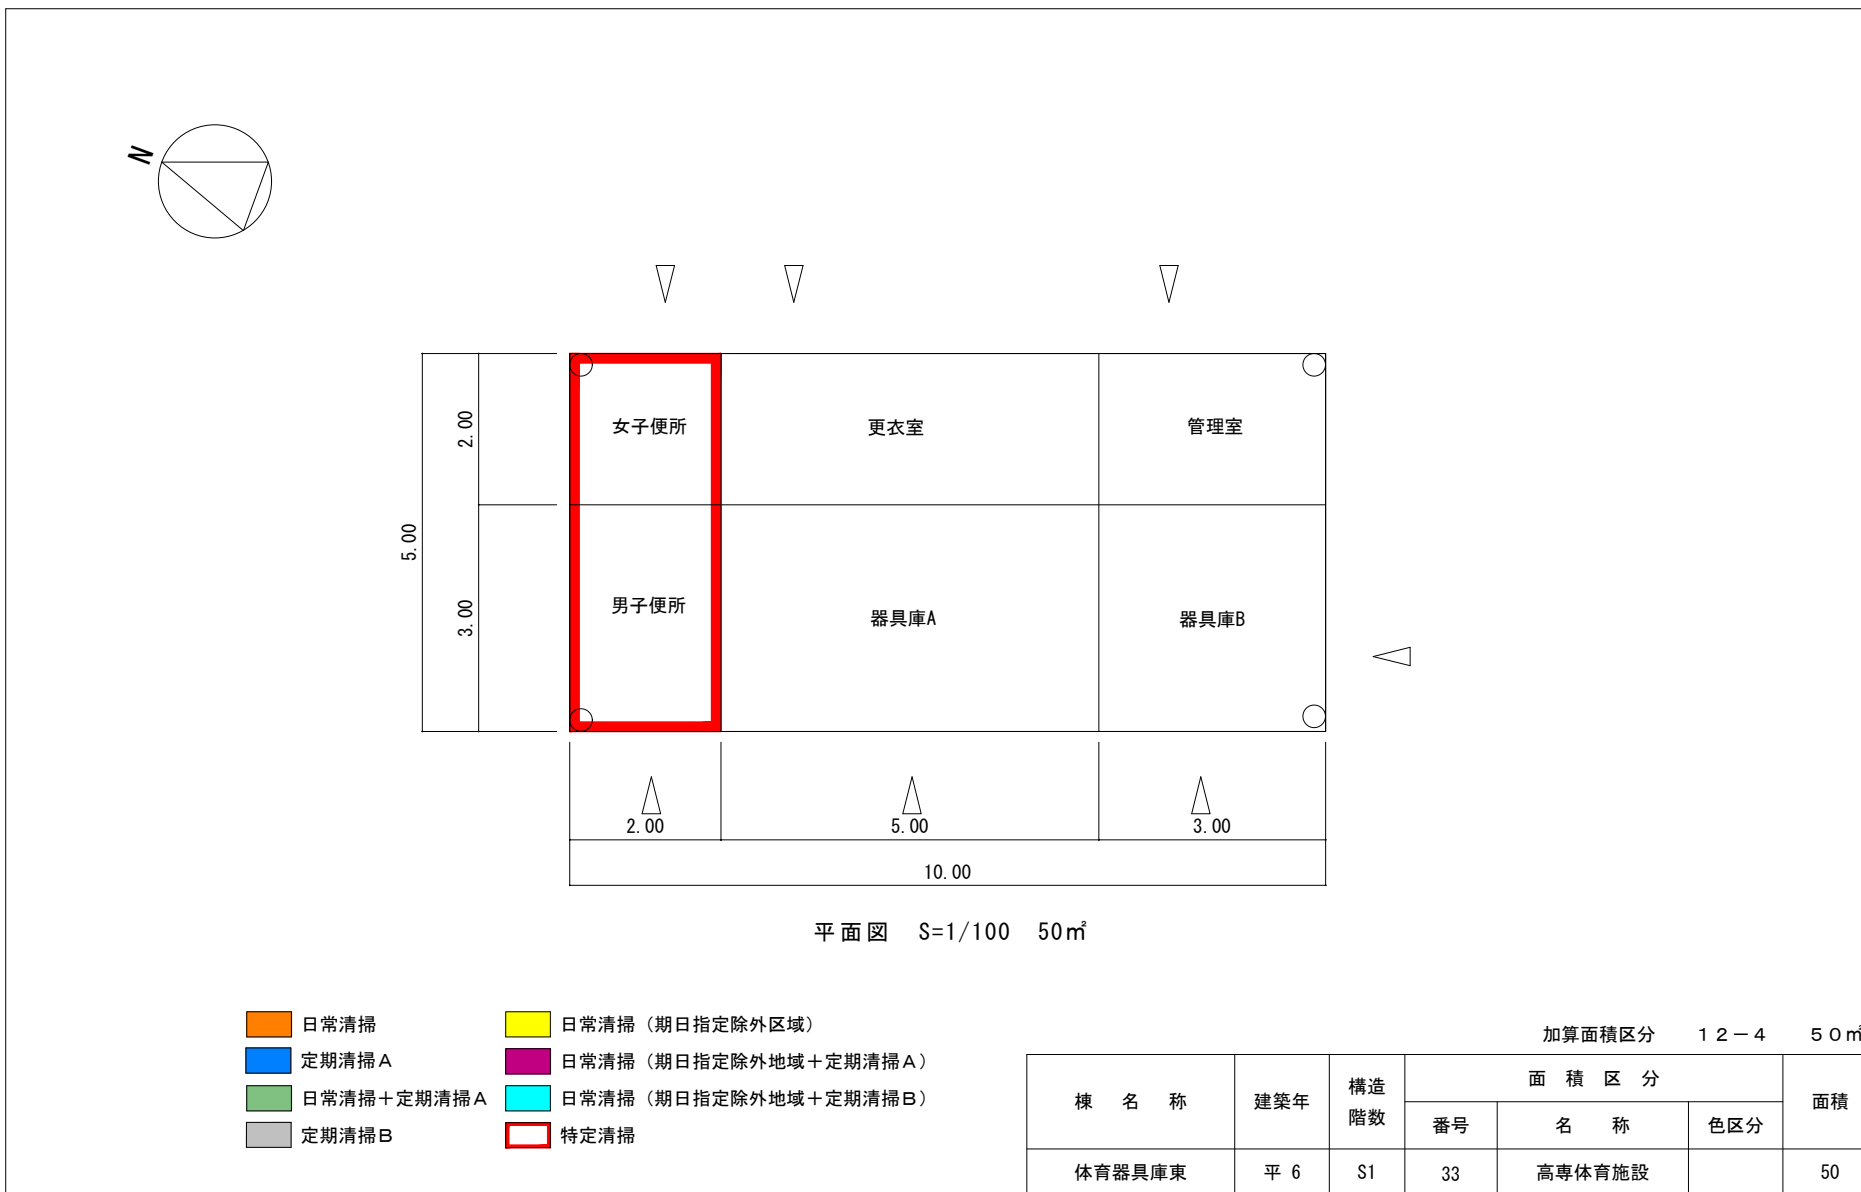 N
女子便所
更衣室
管理室
2.00
5.00
3.00
男子便所
器具庫A
器具庫B
2.00
5.00
3.00
10.00
平面図 S=1/100 50㎡
日常清掃
日常清掃（期日指定除外区域）
定期清掃Ａ
日常清掃（期日指定除外地域＋定期清掃Ａ）
日常清掃＋定期清掃Ａ
日常清掃（期日指定除外地域＋定期清掃Ｂ）
定期清掃Ｂ
特定清掃
加算面積区分 １２－４ ５０㎡
棟 名 称
建築年
構造
階数
面 積 区 分
番号
名 称
色区分
面積
体育器具庫東
平 6
S1
33
高専体育施設
50